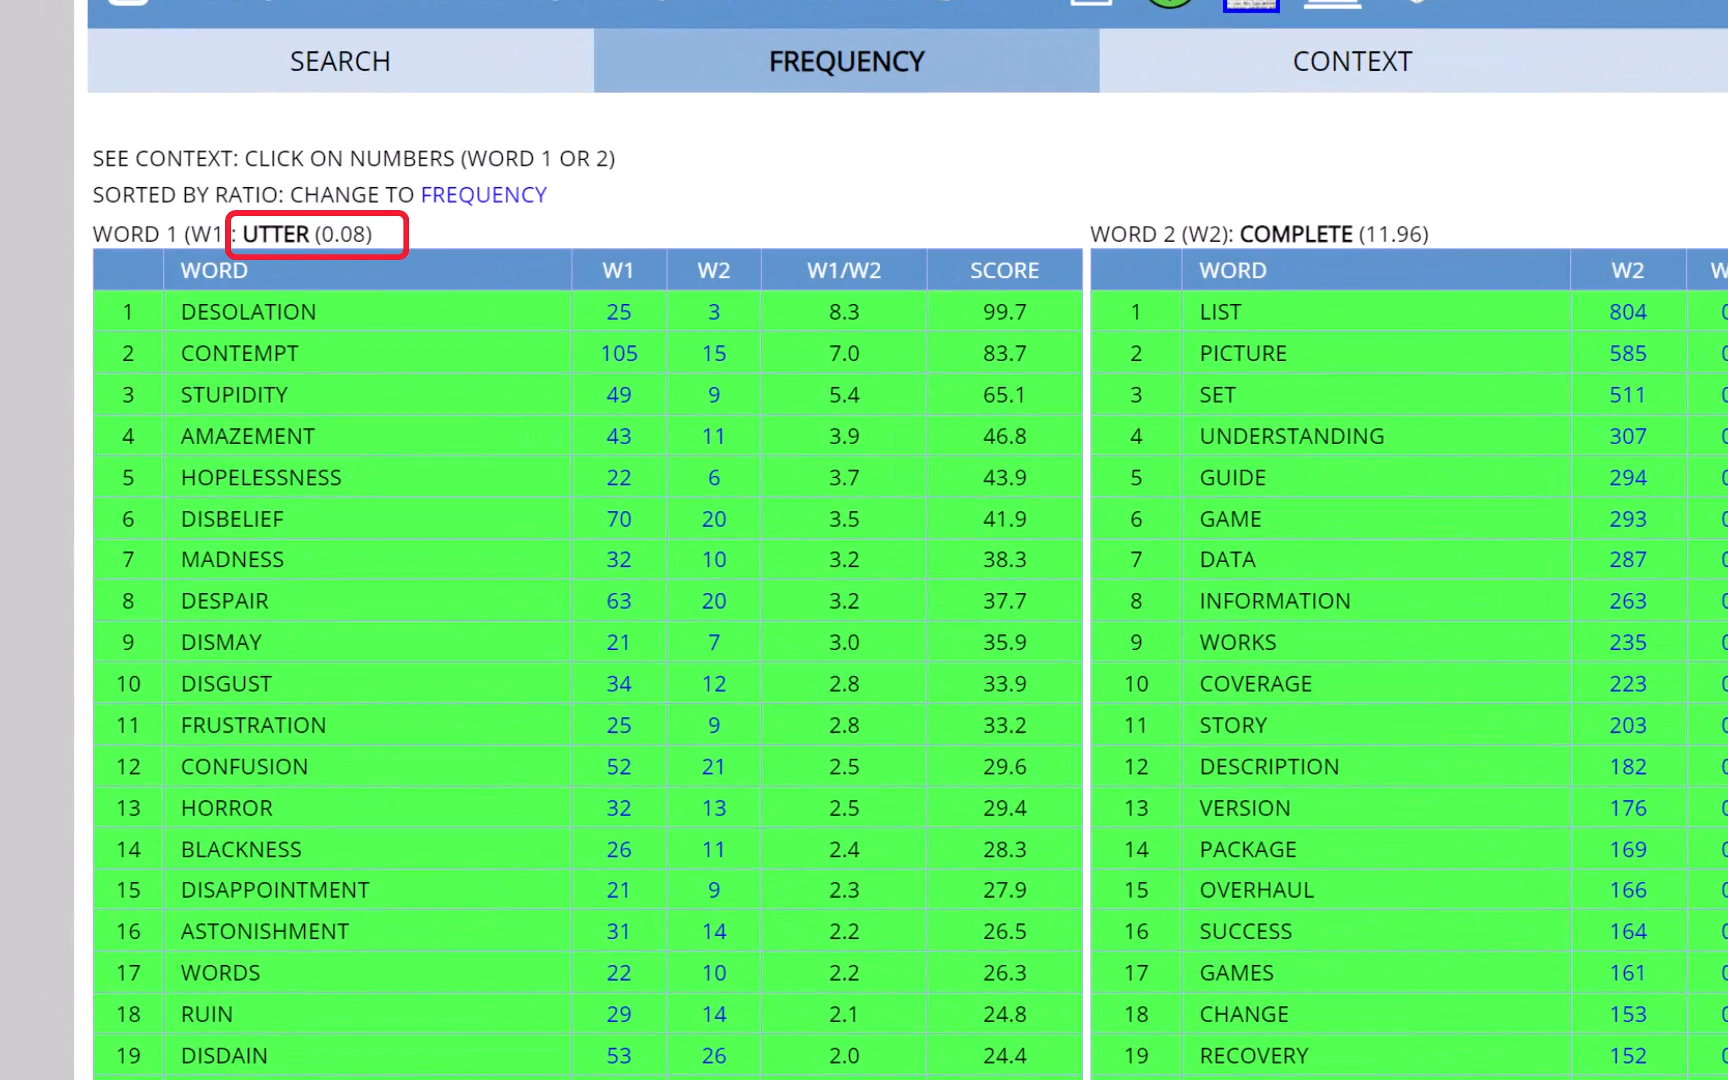 SEARCH FREQUENCY CONTEXT
SEE CONTEXT: CLICK ON NUMBERS (WORD 1 OR 2)
SORTED BY RATIO: CHANGE TO FREQUENCY
WORD 1 (W1 : UTTER (0.08)
WORD W1 W2 W1/W2 SCORE
1 DESOLATION 25 3 8.3 99.7
2 CONTEMPT 105 15 7.0 83.7
3 STUPIDITY 49 9 5.4 65.1
4 AMAZEMENT 43 11 3.9 46.8
5 HOPELESSNESS 22 6 3.7 43.9
6 DISBELIEF 70 20 3.5 41.9
7 MADNESS 32 10 3.2 38.3
8 DESPAIR 63 20 3.2 37.7
9 DISMAY 21 7 3.0 35.9
10 DISGUST 34 12 2.8 33.9
11 FRUSTRATION 25 9 2.8 33.2
12 CONFUSION 52 21 2.5 29.6
13 HORROR 32 13 2.5 29.4
14 BLACKNESS 26 11 2.4 28.3
15 DISAPPOINTMENT 21 9 2.3 27.9
16 ASTONISHMENT 31 14 2.2 26.5
17 WORDS 22 10 2.2 26.3
18 RUIN 29 14 2.1 24.8
19 DISDAIN 53 26 2.0 24.4
WORD 2 (W2): COMPLETE (11.96)
WORD W2
1 LIST 804
2 PICTURE 585
3 SET 511
4 UNDERSTANDING 307
5 GUIDE 294
6 GAME 293
7 DATA 287
8 INFORMATION 263
9 WORKS 235
10 COVERAGE 223
11 STORY 203
12 DESCRIPTION 182
13 VERSION 176
14 PACKAGE 169
15 OVERHAUL 166
16 SUCCESS 164
17 GAMES 161
18 CHANGE 153
19 RECOVERY 152